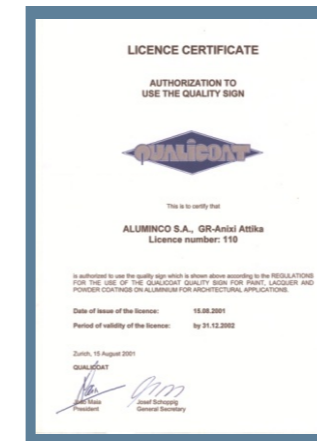 LICENCE CERTIFICATE
AUTHORIZATION TO
USE THE QUALITY SIGN
QUALICOAT
This is to certify that
ALUMINCO S.A., GR-Anixi Attika
Licence number: 110
is authorized to use the quality sign which is shown above according to the REGULATIONS
FOR THE USE OF THE QUALICOAT QUALITY SIGN FOR PAINT, LACQUER AND
POWDER COATINGS ON ALUMINIUM FOR ARCHITECTURAL APPLICATIONS.
Date of issue of the licence: 15.08.2001
Period of validity of the licence: by 31.12.2002
Zurich, 15 August 2001
QUALICOAT
Maia Josef Schoppig
President General Secretary